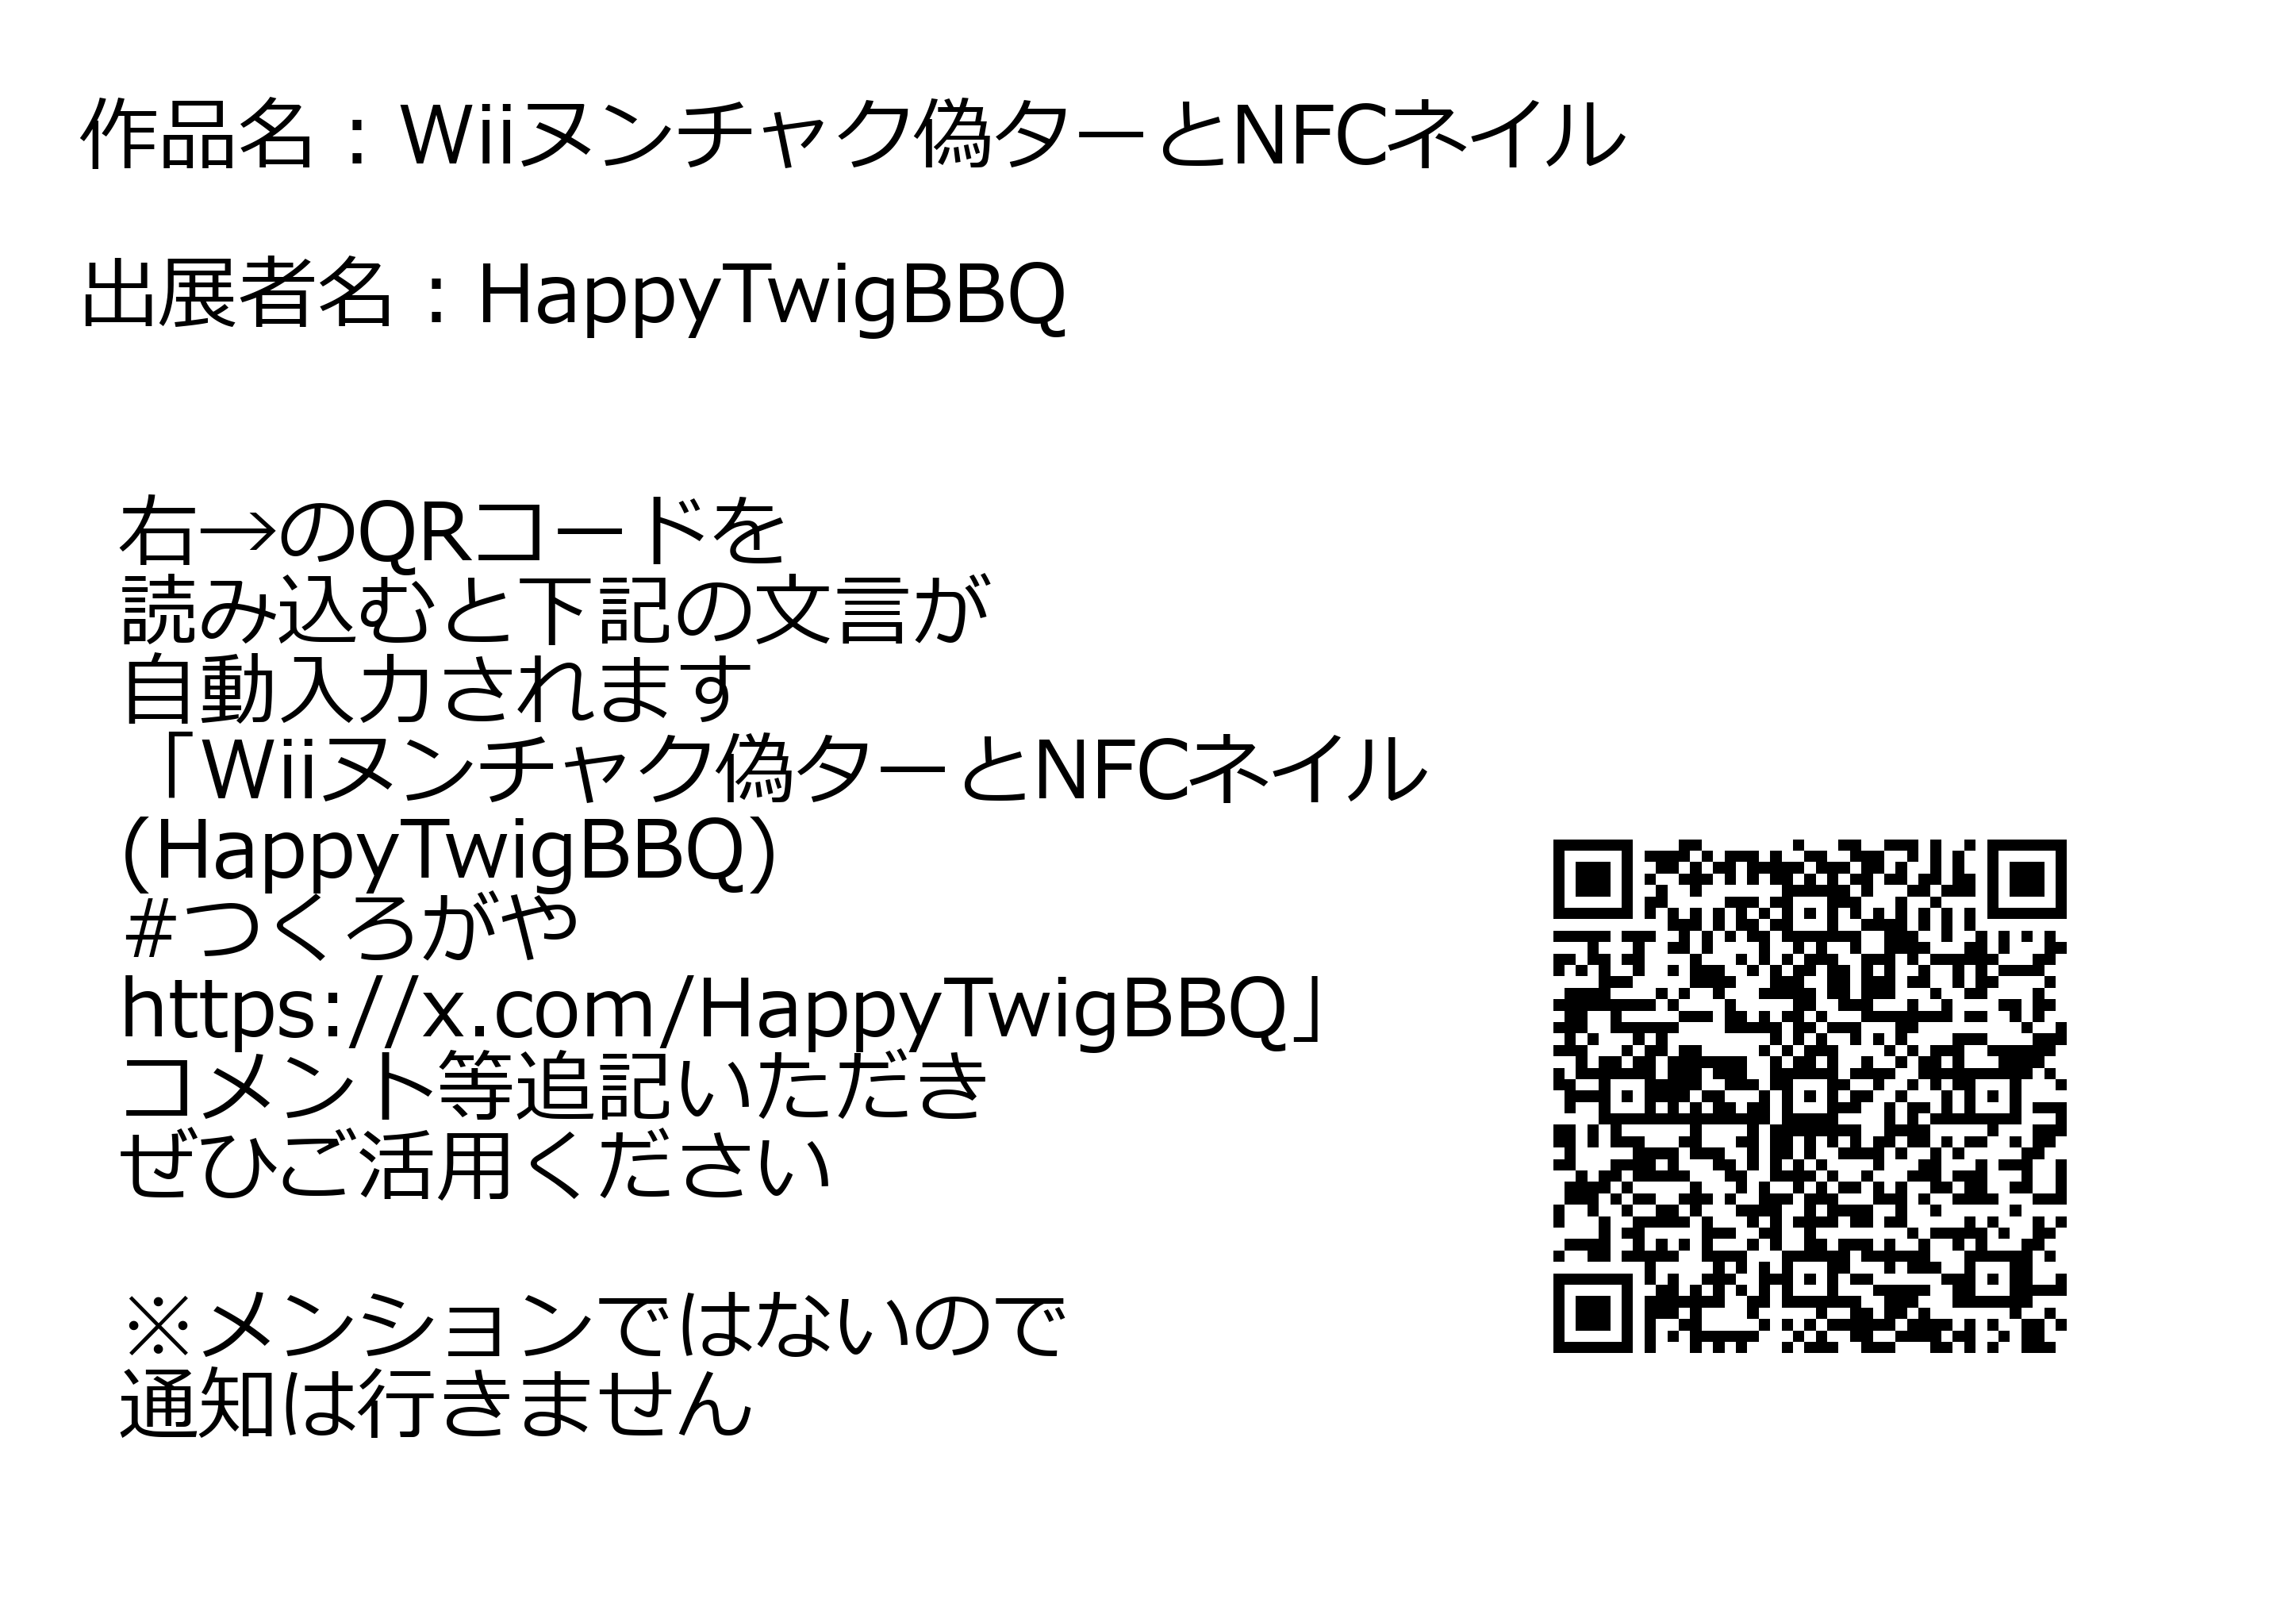 作品名：Wiiヌンチャク偽ターとNFCネイル
出展者名：HappyTwigBBQ
右→のQRコードを
読み込むと下記の文言が
自動入力されます
「Wiiヌンチャク偽ターとNFCネイル
(HappyTwigBBQ)
#つくろがや
https://x.com/HappyTwigBBQ」
コメント等追記いただき
ぜひご活用ください
※メンションではないので
通知は行きません